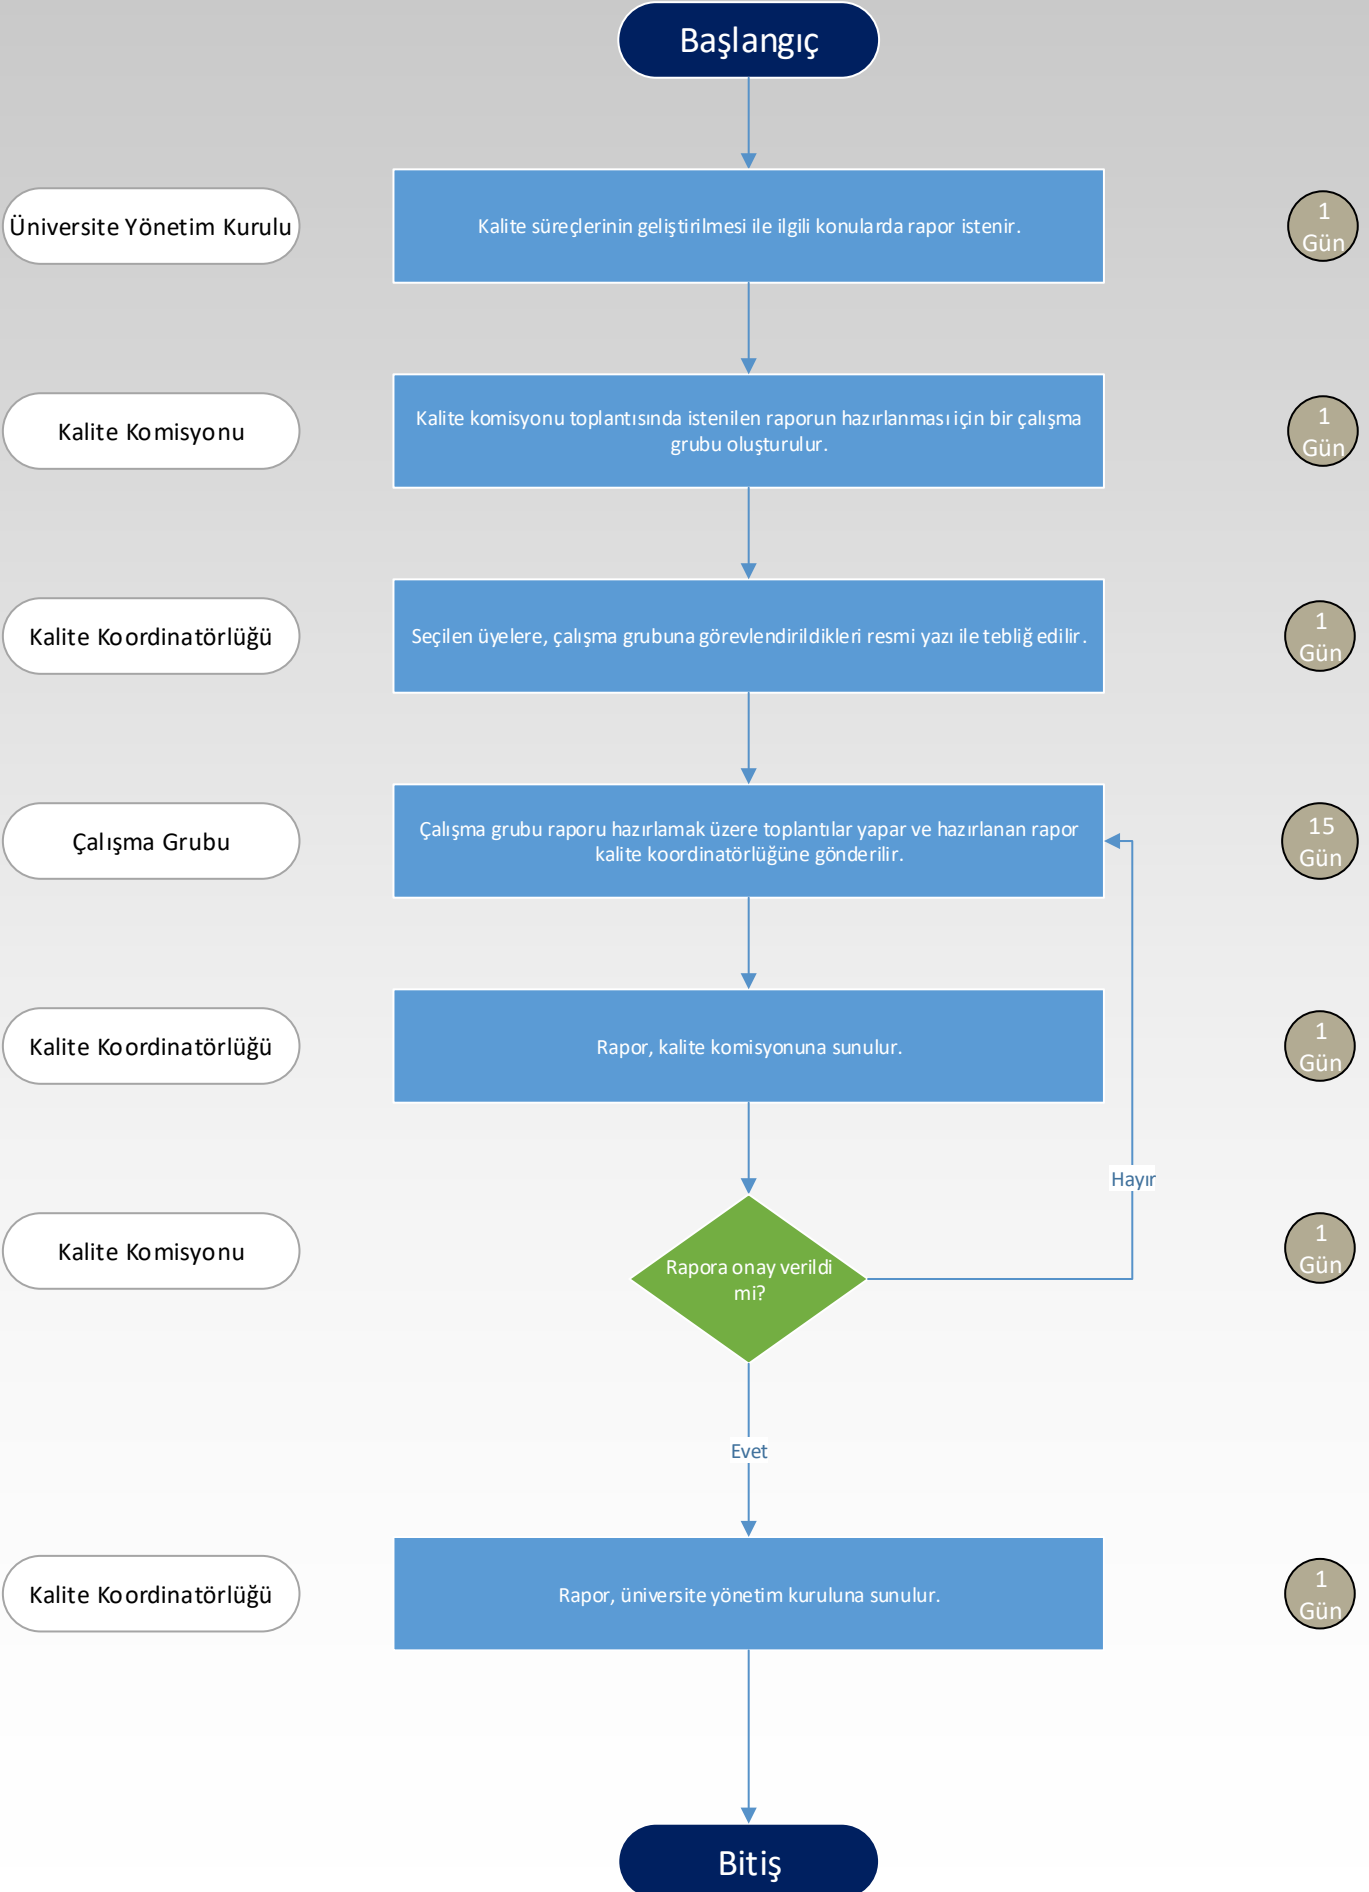 Başlangıç
Üniversite Yönetim Kurulu
Kalite süreçlerinin geliştirilmesi ile ilgili konularda rapor istenir.
1
Gün
Kalite Komisyonu
Kalite komisyonu toplantısında istenilen raporun hazırlanması için bir çalışma
grubu oluşturulur.
1
Gün
Kalite Koordinatörlüğü
Seçilen üyelere, çalışma grubuna görevlendirildikleri resmi yazı ile tebliğ edilir.
1
Gün
Çalışma Grubu
Çalışma grubu raporu hazırlamak üzere toplantılar yapar ve hazırlanan rapor
kalite koordinatörlüğüne gönderilir.
15
Gün
Kalite Koordinatörlüğü
Rapor, kalite komisyonuna sunulur.
1
Gün
Hayır
Kalite Komisyonu
Rapora onay verildi
mi?
1
Gün
Evet
Kalite Koordinatörlüğü
Rapor, üniversite yönetim kuruluna sunulur.
1
Gün
Bitiş